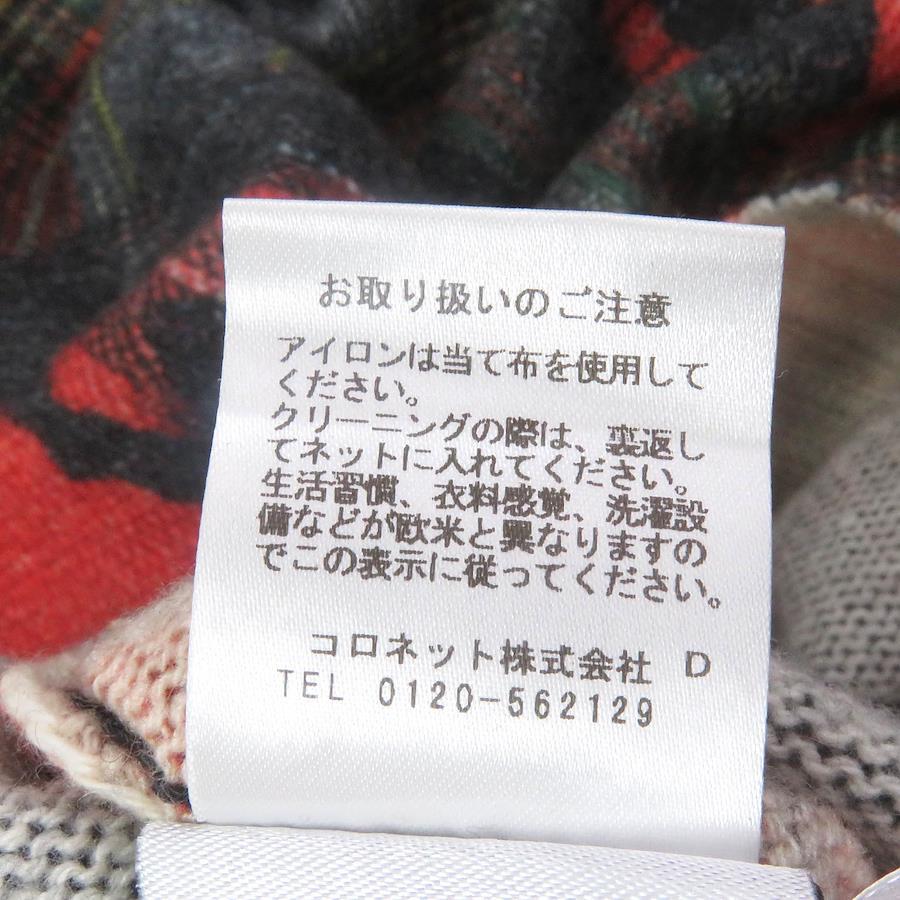 お取り扱いのご注意
アイロンは当て布を使用して
ください。
クリーニングの際は、裏返し
てネットに入れてください。
生活習慣、衣料感覚、洗濯設
備などが欧米と異なりますの
でこの表示に従ってください。
コロネット株式会社 D
TEL 0120-562129